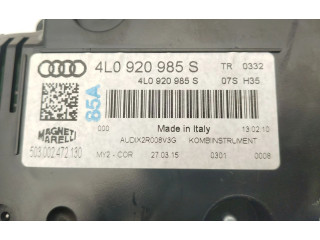 4L0 920 985 S TR 0332
4L0 920 985 S 07S H35
85A
000 Made in Italy 13.02.10
MAGNETI MARELLI
AUDIX2R008V3G KOMBIINSTRUMENT
503.002.472.130
MY2 - COR 27.03.15 0301 0008